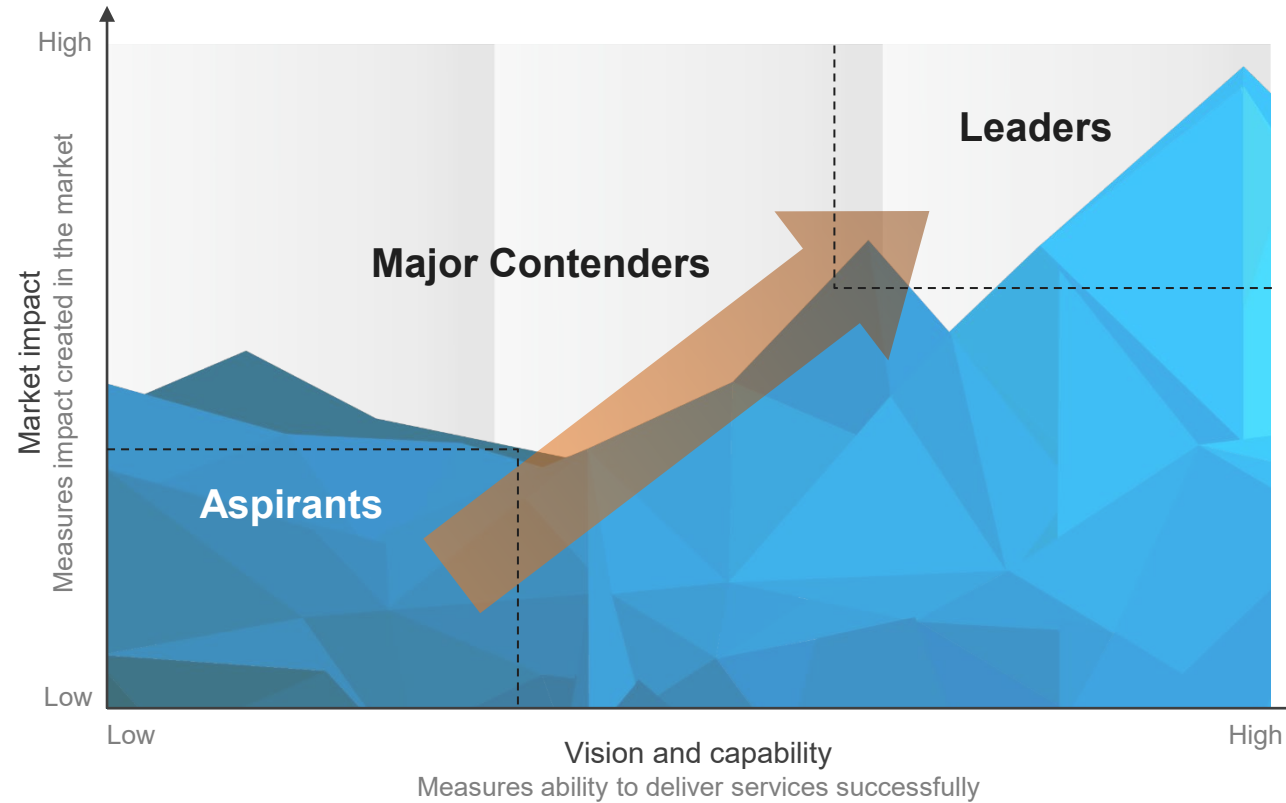 High
Leaders
Major Contenders
Market impact
Measures impact created in the market
Aspirants
Low
Low
High
Vision and capability
Measures ability to deliver services successfully